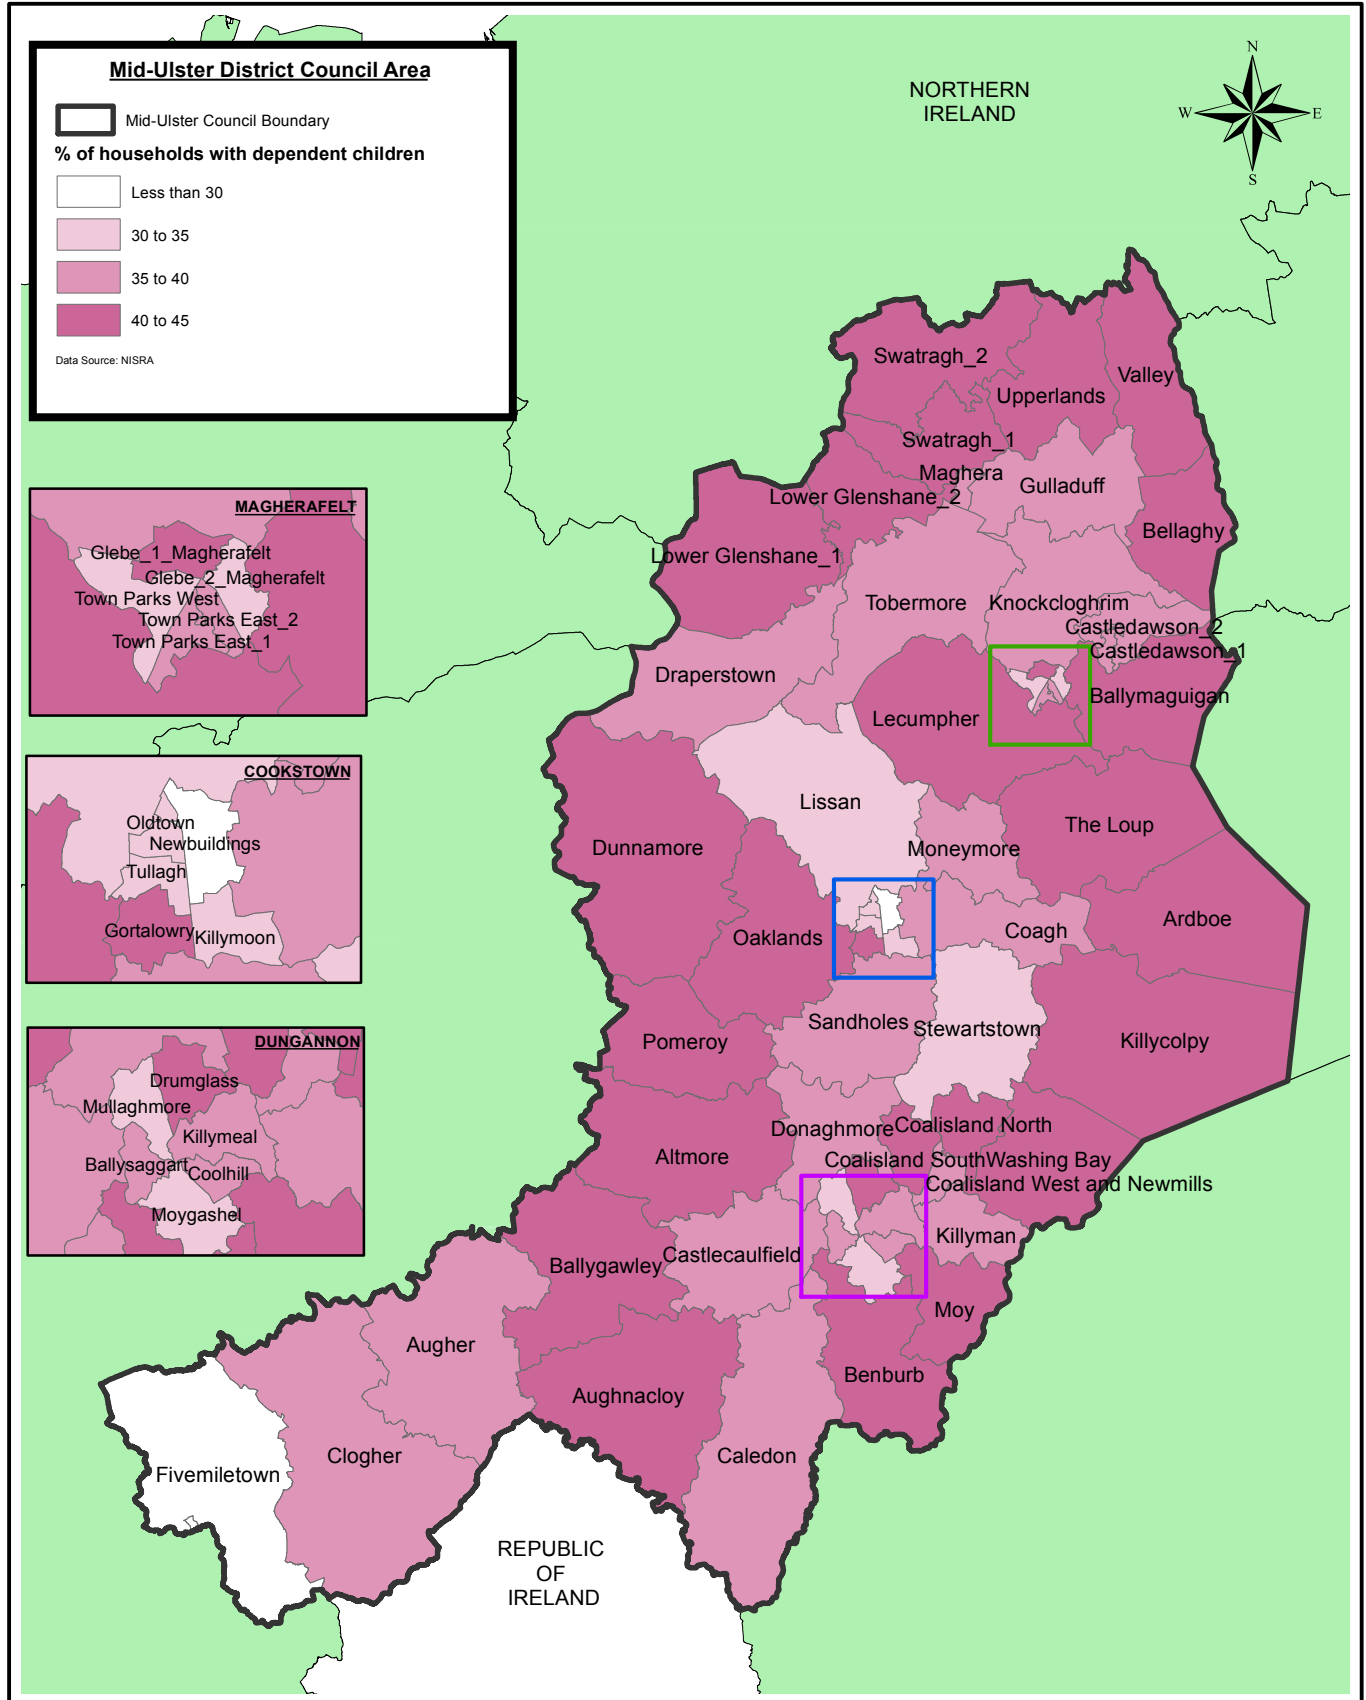 Mid-Ulster District Council Area
Mid-Ulster Council Boundary
% of households with dependent children
Less than 30
30 to 35
35 to 40
40 to 45
Data Source: NISRA
NORTHERN
IRELAND
N
W
E
S
Swatragh_2
Valley
Upperlands
Swatragh_1
Maghera
Gulladuff
Lower Glenshane_2
Bellaghy
Lower Glenshane_1
Tobermore
Knockcloghrim
Castledawson_2
Castledawson_1
Draperstown
Ballymaguigan
Lecumpher
Lissan
The Loup
Dunnamore
Moneymore
Ardboe
Coagh
Oaklands
Sandholes
Stewartstown
Pomeroy
Killycolpy
Donaghmore
Coalisland North
Altmore
Coalisland South
Washing Bay
Coalisland West and Newmills
Killyman
Castlecaulfield
Ballygawley
Moy
Augher
Benburb
Aughnacloy
Clogher
Caledon
Fivemiletown
REPUBLIC
OF
IRELAND
MAGHERAFELT
Glebe_1_Magherafelt
Glebe_2_Magherafelt
Town Parks West
Town Parks East_2
Town Parks East_1
COOKSTOWN
Oldtown
Newbuildings
Tullagh
Gortalowry
Killymoon
DUNGANNON
Drumglass
Mullaghmore
Killymeal
Ballysaggart
Coolhill
Moygashel